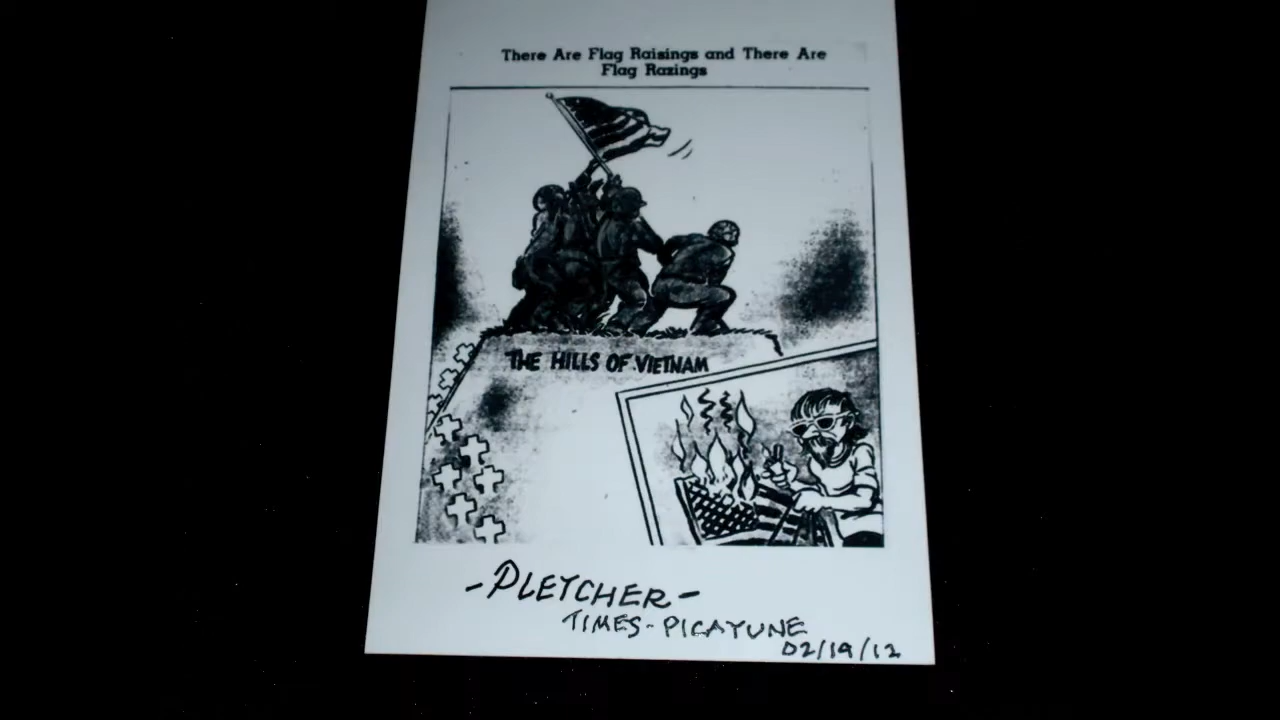 There Are Flag Raisings and There Are
Flag Razings
THE HILLS OF VIETNAM
-PLETCHER-
TIMES-PICAYUNE
02/19/12